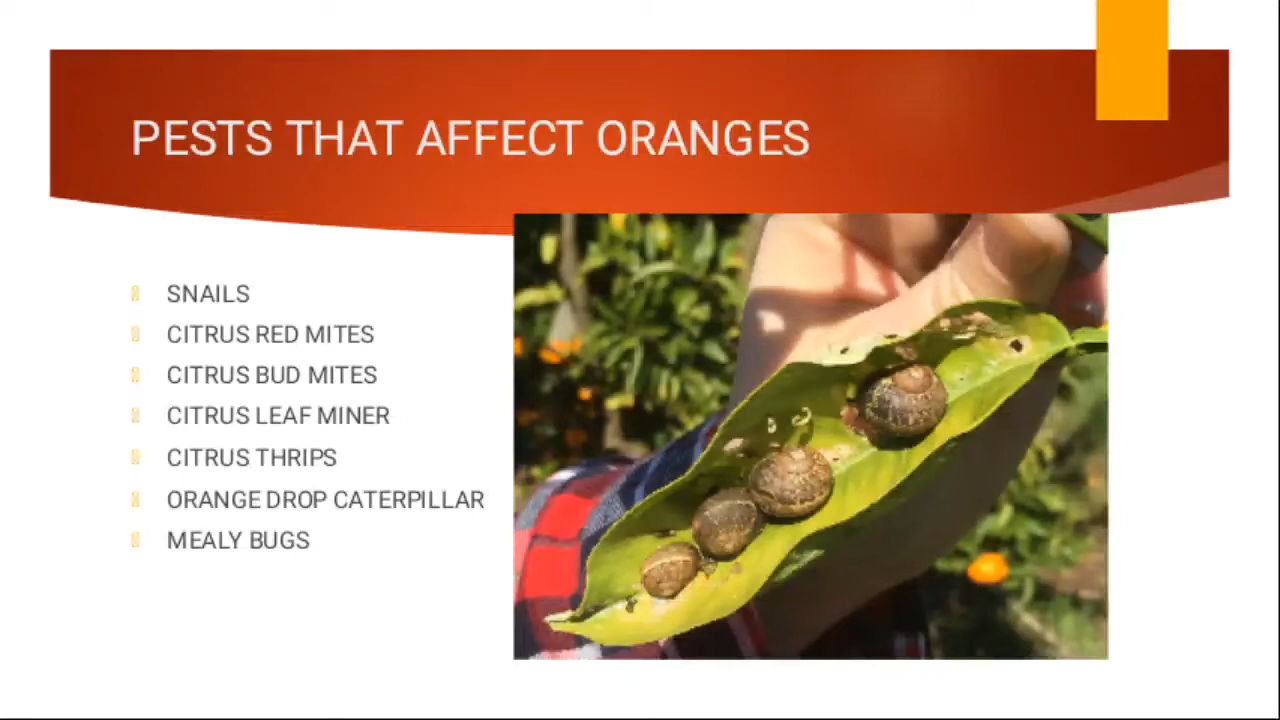 PESTS THAT AFFECT ORANGES
SNAILS
CITRUS RED MITES
CITRUS BUD MITES
CITRUS LEAF MINER
CITRUS THRIPS
ORANGE DROP CATERPILLAR
MEALY BUGS